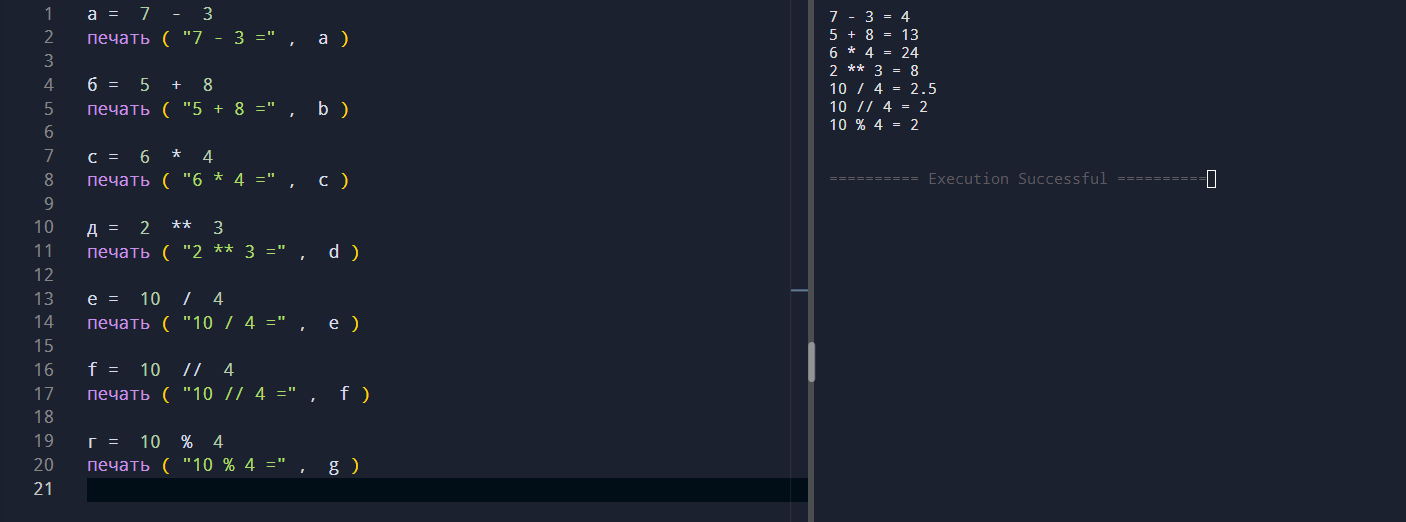 1 а = 7 - 3
2 печать ( "7 - 3 =" , a )
3
4 б = 5 + 8
5 печать ( "5 + 8 =" , b )
6
7 с = 6 * 4
8 печать ( "6 * 4 =" , c )
9
10 д = 2 ** 3
11 печать ( "2 ** 3 =" , d )
12
13 е = 10 / 4
14 печать ( "10 / 4 =" , e )
15
16 f = 10 // 4
17 печать ( "10 // 4 =" , f )
18
19 г = 10 % 4
20 печать ( "10 % 4 =" , g )
21
7 - 3 = 4
5 + 8 = 13
6 * 4 = 24
2 ** 3 = 8
10 / 4 = 2.5
10 // 4 = 2
10 % 4 = 2
========== Execution Successful ==========